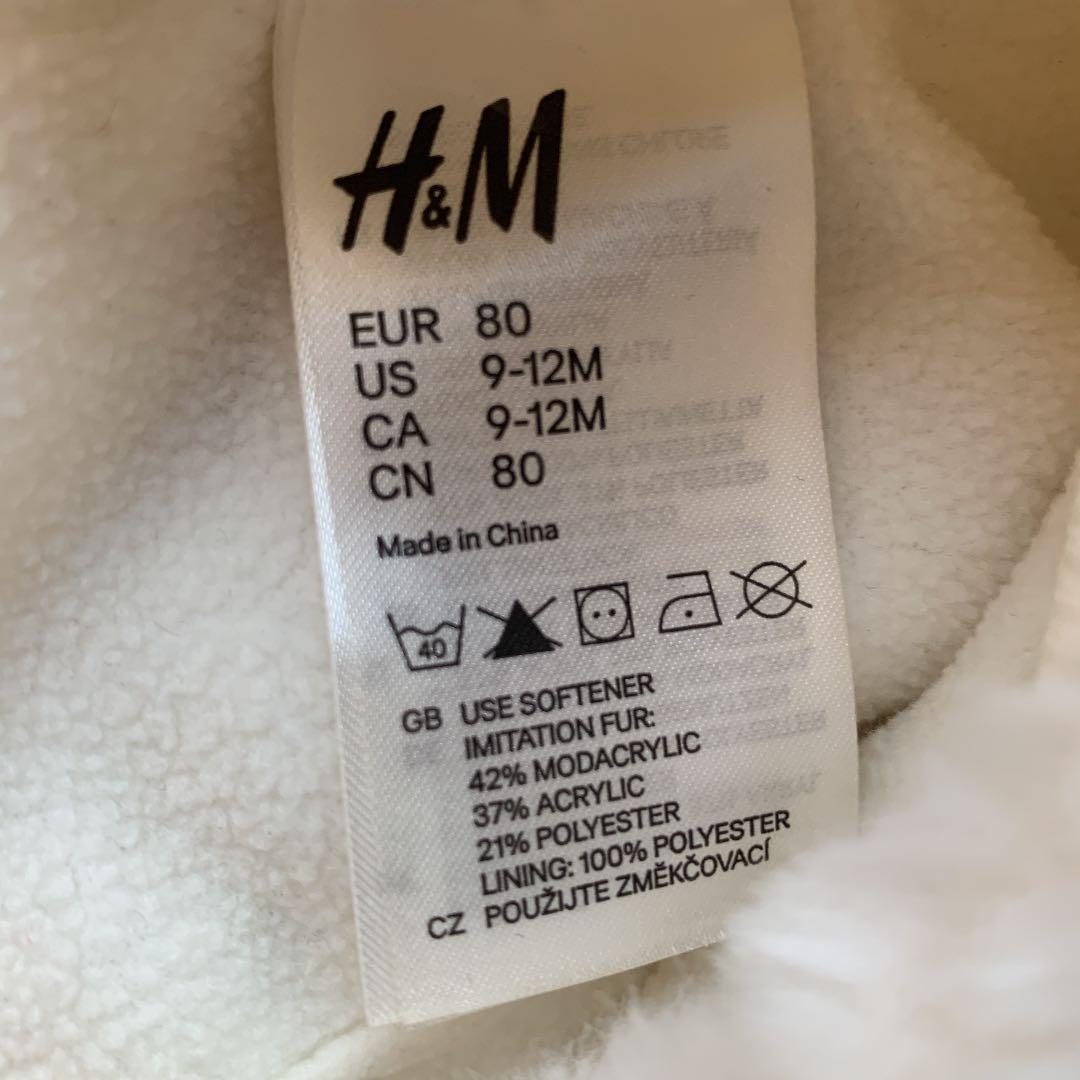 H&M
EUR 80
US 9-12M
CA 9-12M
CN 80
Made in China
40
GB USE SOFTENER
IMITATION FUR:
42% MODACRYLIC
37% ACRYLIC
21% POLYESTER
LINING: 100% POLYESTER
CZ POUŽIJTE ZMĚKČOVACÍ